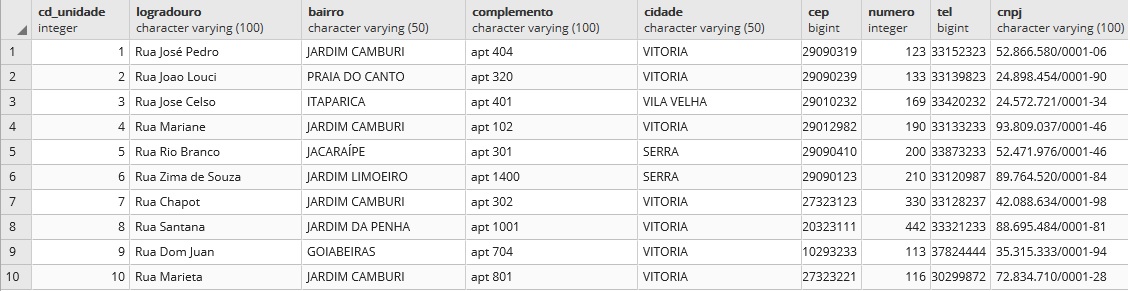 cd_unidade logradouro bairro complemento cidade cep numero tel cnpj
integer character varying (100) character varying (50) character varying (100) character varying (50) bigint integer bigint character varying (100)
1 1 Rua José Pedro JARDIM CAMBURI apt 404 VITORIA 29090319 123 33152323 52.866.580/0001-06
2 2 Rua Joao Louci PRAIA DO CANTO apt 320 VITORIA 29090239 133 33139823 24.898.454/0001-90
3 3 Rua Jose Celso ITAPARICA apt 401 VILA VELHA 29010232 169 33420232 24.572.721/0001-34
4 4 Rua Mariane JARDIM CAMBURI apt 102 VITORIA 29012982 190 33133233 93.809.037/0001-46
5 5 Rua Rio Branco JACARAÍPE apt 301 SERRA 29090410 200 33873233 52.471.976/0001-46
6 6 Rua Zima de Souza JARDIM LIMOEIRO apt 1400 SERRA 29090123 210 33120987 89.764.520/0001-84
7 7 Rua Chapot JARDIM CAMBURI apt 302 VITORIA 27323123 330 33128237 42.088.634/0001-98
8 8 Rua Santana JARDIM DA PENHA apt 1001 VITORIA 20323111 442 33321233 88.695.484/0001-81
9 9 Rua Dom Juan GOIABEIRAS apt 704 VITORIA 10293233 113 37824444 35.315.333/0001-94
10 10 Rua Marieta JARDIM CAMBURI apt 801 VITORIA 27323221 116 30299872 72.834.710/0001-28